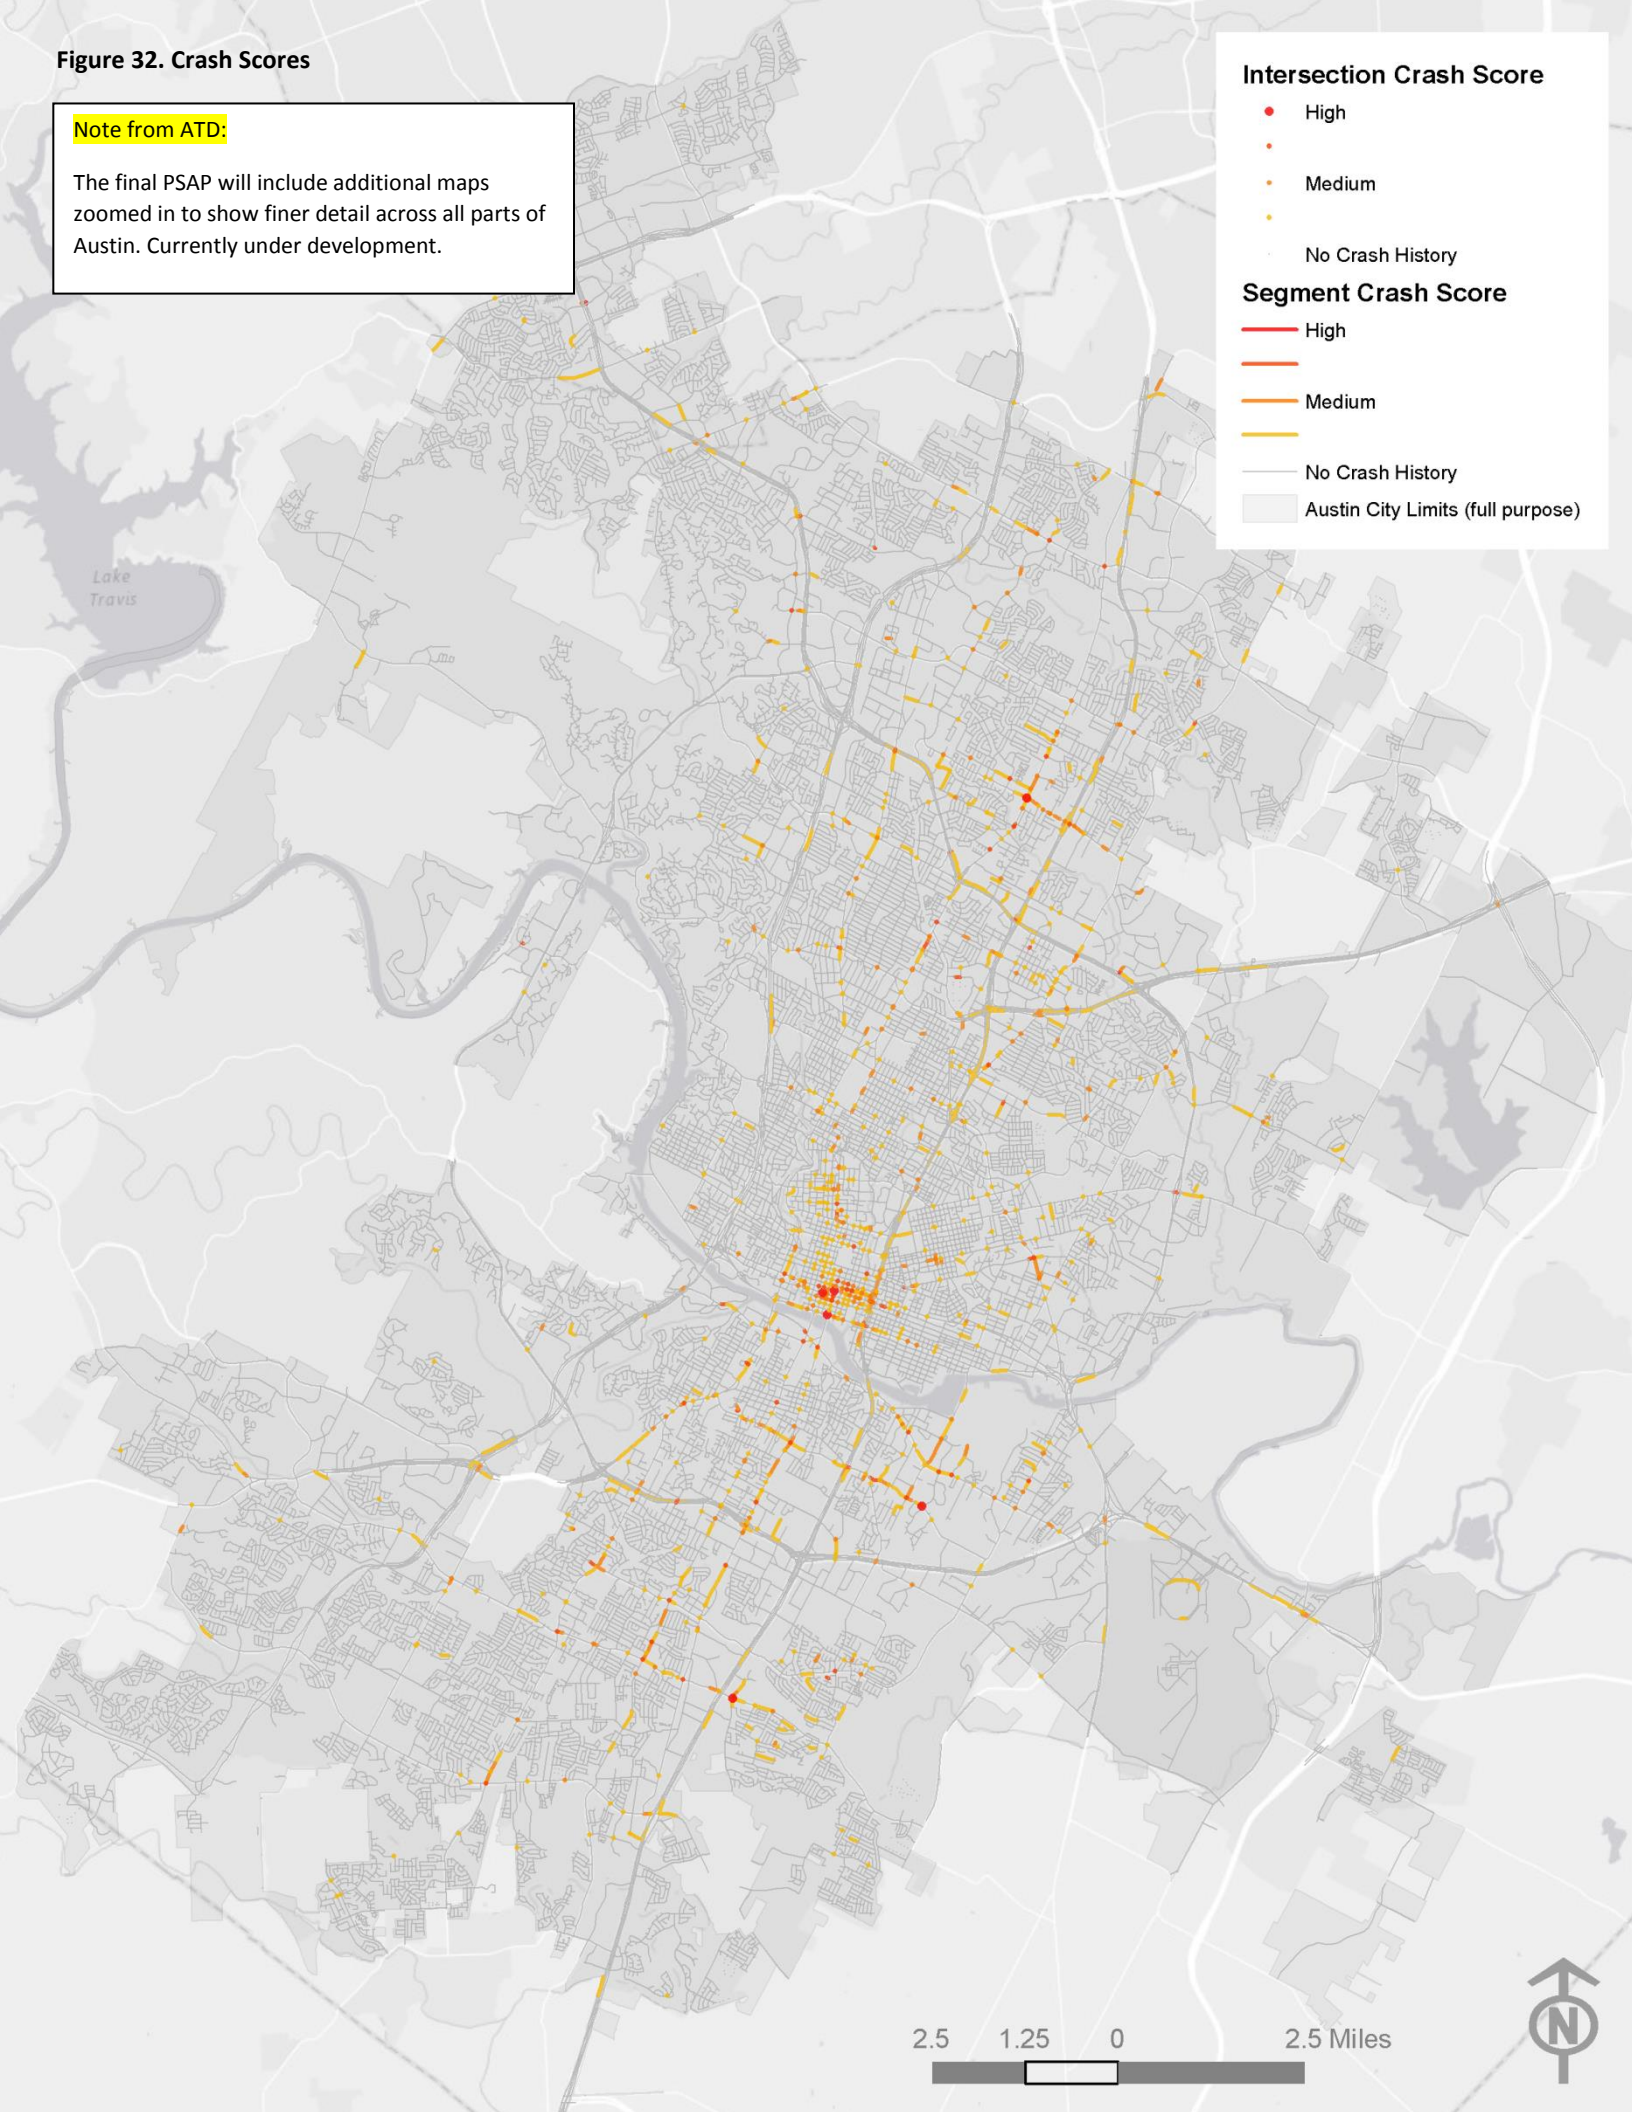 Figure 32. Crash Scores
Note from ATD:
The final PSAP will include additional maps
zoomed in to show finer detail across all parts of
Austin. Currently under development.
Intersection Crash Score
High
Medium
No Crash History
Segment Crash Score
High
Medium
No Crash History
Austin City Limits (full purpose)
Lake
Travis
2.5 1.25 0 2.5 Miles
N